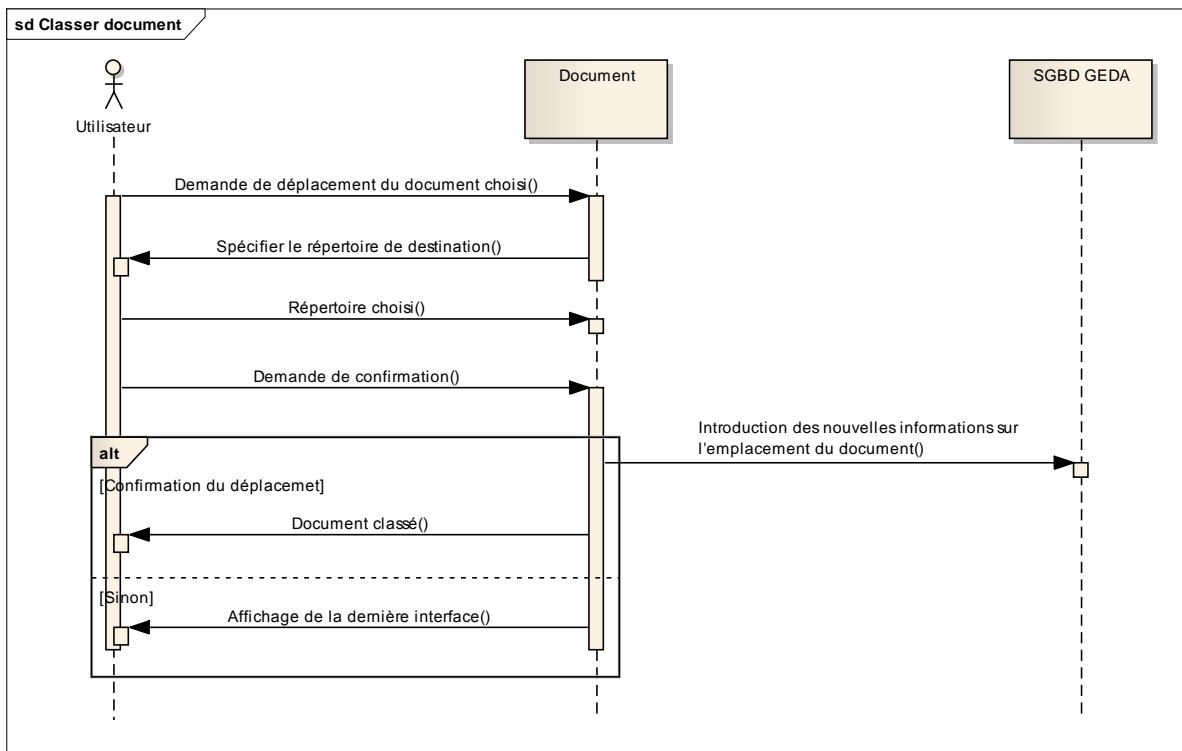 sd Classer document
Utilisateur
Document
SGBD GEDA
Demande de déplacement du document choisi()
Spécifier le répertoire de destination()
Répertoire choisi()
Demande de confirmation()
Introduction des nouvelles informations sur
l'emplacement du document()
alt
[Confirmation du déplacemet]
Document classé()
[Sinon]
Affichage de la dernière interface()